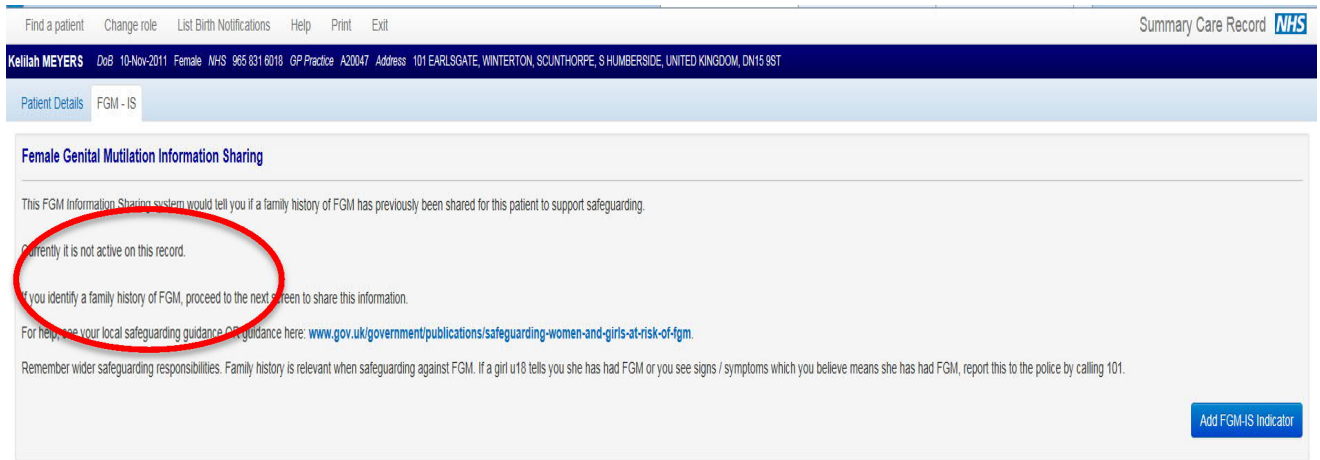 Find a patient Change role List Birth Notifications Help Print Exit Summary Care Record NHS
Kelilah MEYERS DoB 10-Nov-2011 Female NHS 965 831 6018 GP Practice A20047 Address 101 EARLSGATE, WINTERTON, SCUNTHORPE, S HUMBERSIDE, UNITED KINGDOM, DN15 9ST
Patient Details FGM - IS
Female Genital Mutilation Information Sharing
This FGM Information Sharing system would tell you if a family history of FGM has previously been shared for this patient to support safeguarding.
Currently it is not active on this record.
If you identify a family history of FGM, proceed to the next screen to share this information.
For help, see your local safeguarding guidance OR guidance here: www.gov.uk/government/publications/safeguarding-women-and-girls-at-risk-of-fgm.
Remember wider safeguarding responsibilities. Family history is relevant when safeguarding against FGM. If a girl u18 tells you she has had FGM or you see signs / symptoms which you believe means she has had FGM, report this to the police by calling 101.
Add FGM-IS Indicator